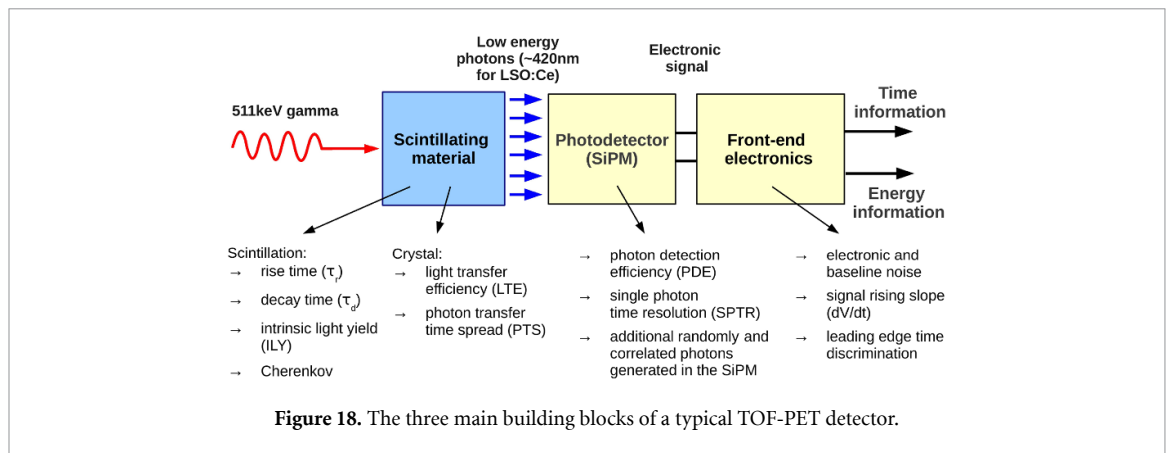 Low energy
photons (~420nm
for LSO:Ce)
Electronic
signal
511keV gamma
Scintillating
material
Photodetector
(SiPM)
Front-end
electronics
Time
information
Energy
information
Scintillation:
→ rise time (τr)
→ decay time (τd)
→ intrinsic light yield
(ILY)
→ Cherenkov
Crystal:
→ light transfer
efficiency (LTE)
→ photon transfer
time spread (PTS)
→ photon detection
efficiency (PDE)
→ single photon
time resolution (SPTR)
→ additional randomly and
correlated photons
generated in the SiPM
→ electronic and
baseline noise
→ signal rising slope
(dV/dt)
→ leading edge time
discrimination
Figure 18. The three main building blocks of a typical TOF-PET detector.